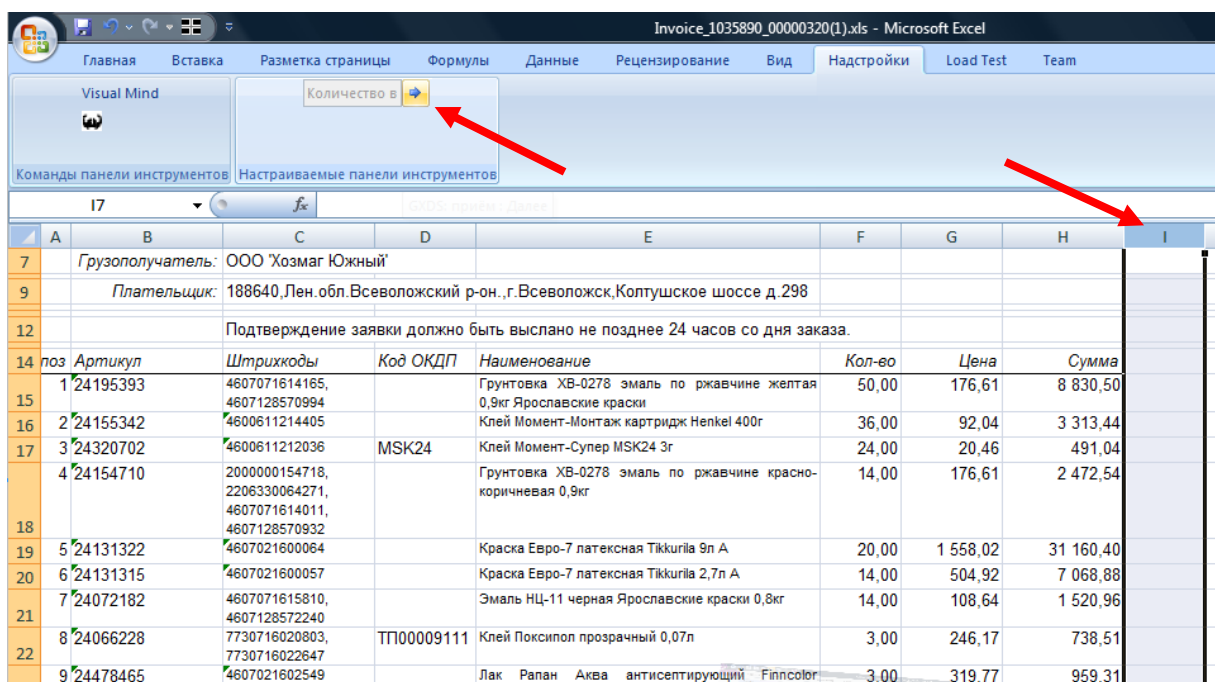 Invoice_1035890_00000320(1).xls - Microsoft Excel
Главная Вставка Разметка страницы Формулы Данные Рецензирование Вид Надстройки Load Test Team
Visual Mind Количество в
Команды панели инструментов Настраиваемые панели инструментов
I7 fx
A B C D E F G H I
7 Грузополучатель: ООО 'Хозмаг Южный'
9 Плательщик: 188640,Лен.обл.Всеволожский р-он.,г.Всеволожск,Колтушское шоссе д.298
12 Подтверждение заявки должно быть выслано не позднее 24 часов со дня заказа.
14 поз Артикул Штрихкоды Код ОКДП Наименование Кол-во Цена Сумма
1 24195393 4607071614165, Грунтовка ХВ-0278 эмаль по ржавчине желтая 50,00 176,61 8 830,50
15 4607128570994 0,9кг Ярославские краски
16 2 24155342 4600611214405 Клей Момент-Монтаж картридж Henkel 400г 36,00 92,04 3 313,44
17 3 24320702 4600611212036 MSK24 Клей Момент-Супер MSK24 3г 24,00 20,46 491,04
4 24154710 2000000154718, Грунтовка ХВ-0278 эмаль по ржавчине красно- 14,00 176,61 2 472,54
2206330064271, коричневая 0,9кг
4607071614011,
18 4607128570932
19 5 24131322 4607021600064 Краска Евро-7 латексная Tikkurila 9л А 20,00 1 558,02 31 160,40
20 6 24131315 4607021600057 Краска Евро-7 латексная Tikkurila 2,7л А 14,00 504,92 7 068,88
7 24072182 4607071615810, Эмаль НЦ-11 черная Ярославские краски 0,8кг 14,00 108,64 1 520,96
21 4607128572240
8 24066228 7730716020803, ТП00009111 Клей Поксипол прозрачный 0,07л 3,00 246,17 738,51
22 7730716022647
9 24478465 4607021602549 Лак Рапан Аква антисептирующий Finncolor 3,00 319,77 959,31